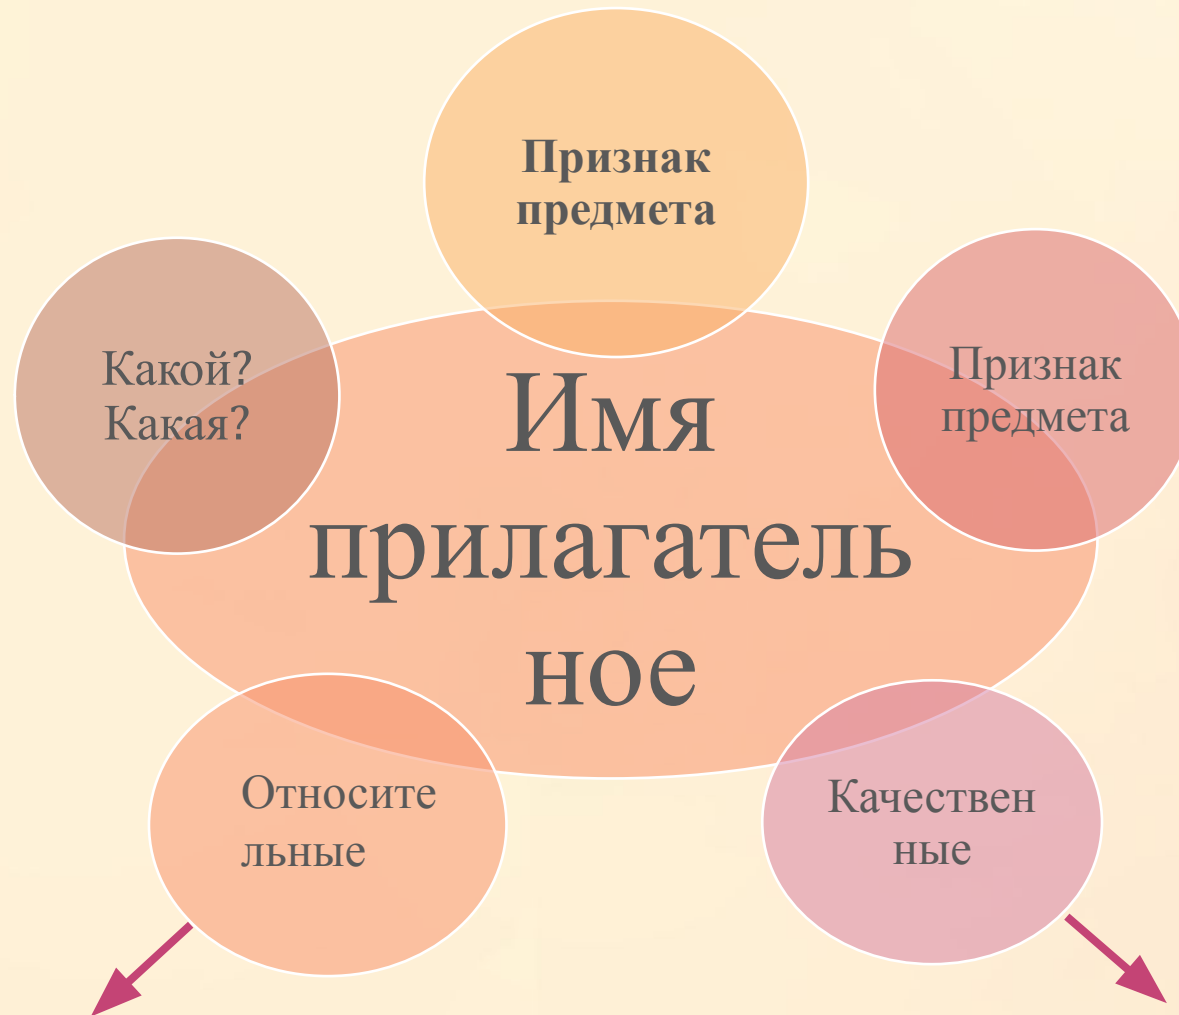 Признак
предмета
Какой?
Какая?
Признак
предмета
Имя
прилагатель
ное
Относите
льные
Качествен
ные